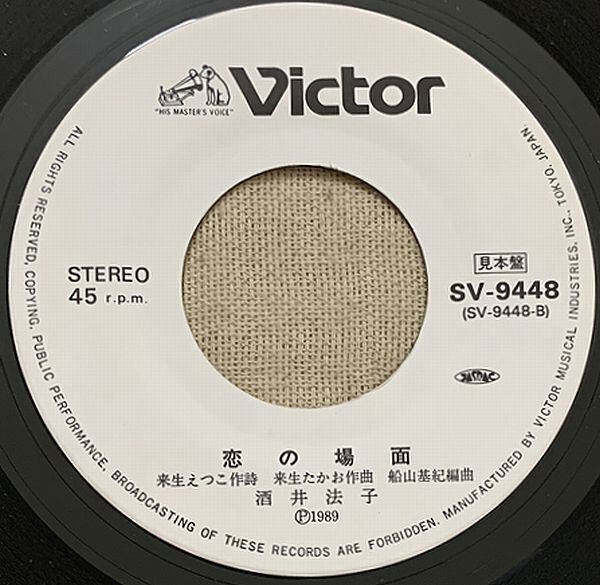 Victor
"HIS MASTER'S VOICE"
STEREO
45 r.p.m.
見本盤
SV-9448
(SV-9448-B)
JASRAC
恋の場面
来生えつこ作詩 来生たかお作曲 船山基紀編曲
酒井法子
Ⓟ1989
ALL RIGHTS RESERVED, COPYING, PUBLIC PERFORMANCE, BROADCASTING OF THESE RECORDS ARE FORBIDDEN. MANUFACTURED BY VICTOR MUSICAL INDUSTRIES, INC., TOKYO, JAPAN.